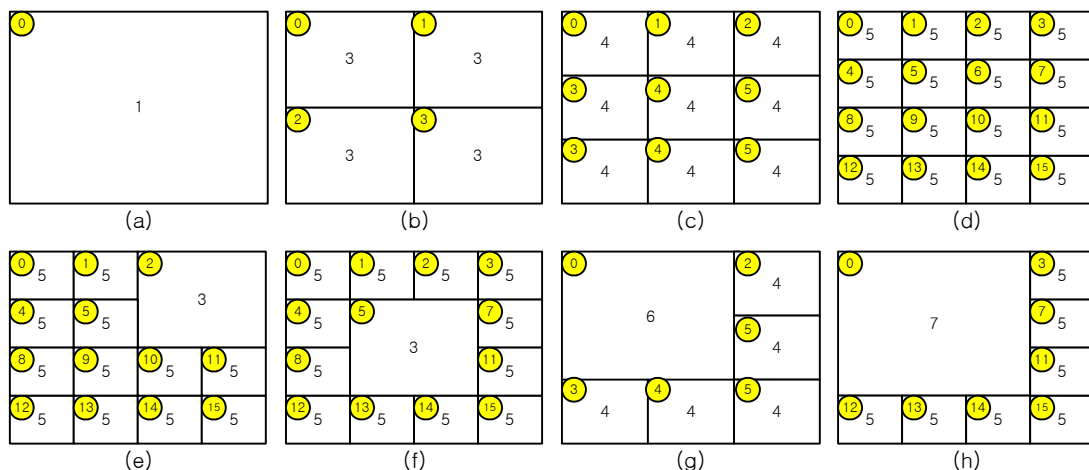 0
1
(a)
0 1
3 3
2 3
3 3
(b)
0 1 2
4 4 4
3 4 5
4 4 4
3 4 5
4 4 4
(c)
0 5 1 5 2 5 3 5
4 5 5 5 6 5 7 5
8 5 9 5 10 5 11 5
12 5 13 5 14 5 15 5
(d)
0 5 1 5 2
3
4 5 5 5
8 5 9 5 10 5 11 5
12 5 13 5 14 5 15 5
(e)
0 5 1 5 2 5 3 5
4 5 5 7 5
3
8 5 11 5
12 5 13 5 14 5 15 5
(f)
0 2
4
6
5
4
3 4 5
4 4 4
(g)
0 3 5
7 5
7
11 5
12 5 13 5 14 5 15 5
(h)